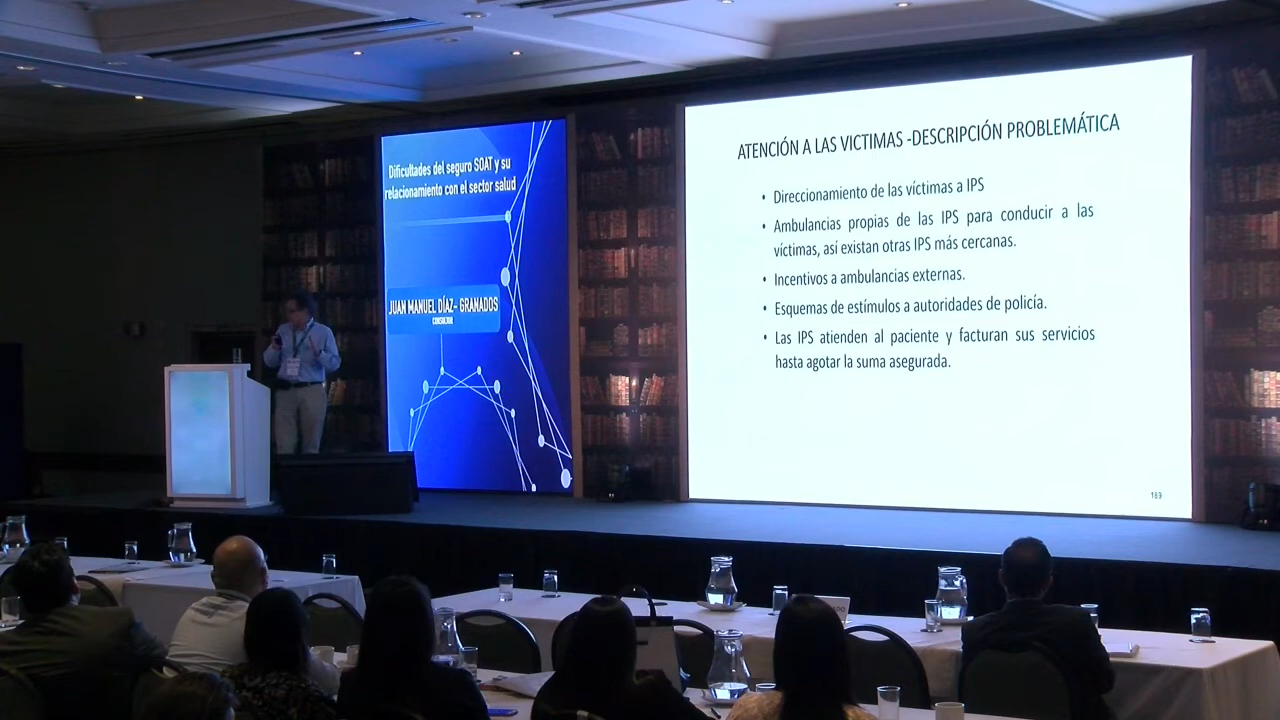 Dificultades del seguro SOAT y su
relacionamiento con el sector salud
JUAN MANUEL DÍAZ- GRANADOS
CONSULTOR
ATENCIÓN A LAS VICTIMAS -DESCRIPCIÓN PROBLEMÁTICA
• Direccionamiento de las víctimas a IPS
• Ambulancias propias de las IPS para conducir a las
víctimas, así existan otras IPS más cercanas.
• Incentivos a ambulancias externas.
• Esquemas de estímulos a autoridades de policía.
• Las IPS atienden al paciente y facturan sus servicios
hasta agotar la suma asegurada.